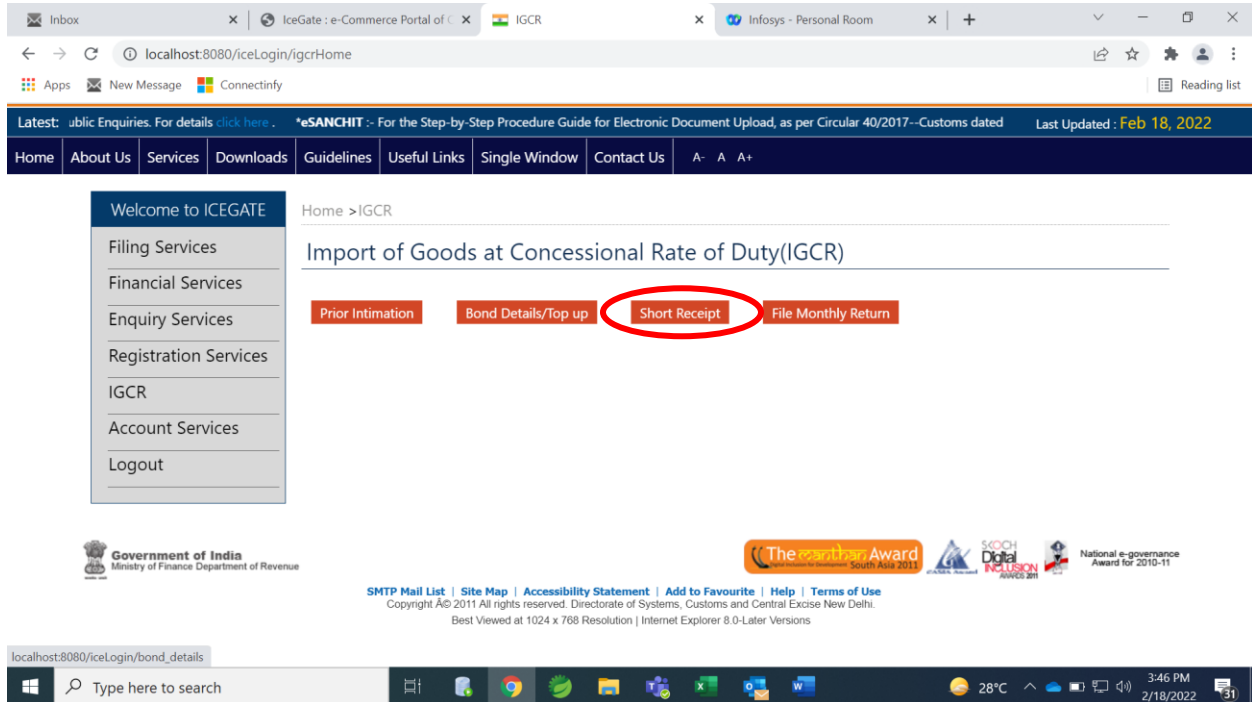 Inbox
IceGate : e-Commerce Portal of C
IGCR
Infosys - Personal Room
localhost:8080/iceLogin/igcrHome
Apps New Message Connectinfy Reading list
Latest: ublic Enquiries. For details click here . *eSANCHIT :- For the Step-by-Step Procedure Guide for Electronic Document Upload, as per Circular 40/2017--Customs dated Last Updated : Feb 18, 2022
Home About Us Services Downloads Guidelines Useful Links Single Window Contact Us A- A A+
Welcome to ICEGATE
Filing Services
Financial Services
Enquiry Services
Registration Services
IGCR
Account Services
Logout
Home >IGCR
Import of Goods at Concessional Rate of Duty(IGCR)
Prior Intimation Bond Details/Top up Short Receipt File Monthly Return
Government of India
Ministry of Finance Department of Revenue
The manthan Award
South Asia 2011
SKOCH
Digital
INCLUSION
AWARDS 2011
National e-governance
Award for 2010-11
SMTP Mail List | Site Map | Accessibility Statement | Add to Favourite | Help | Terms of Use
Copyright Â© 2011 All rights reserved. Directorate of Systems, Customs and Central Excise New Delhi.
Best Viewed at 1024 x 768 Resolution | Internet Explorer 8.0-Later Versions
localhost:8080/iceLogin/bond_details
Type here to search
28°C
3:46 PM
2/18/2022
31